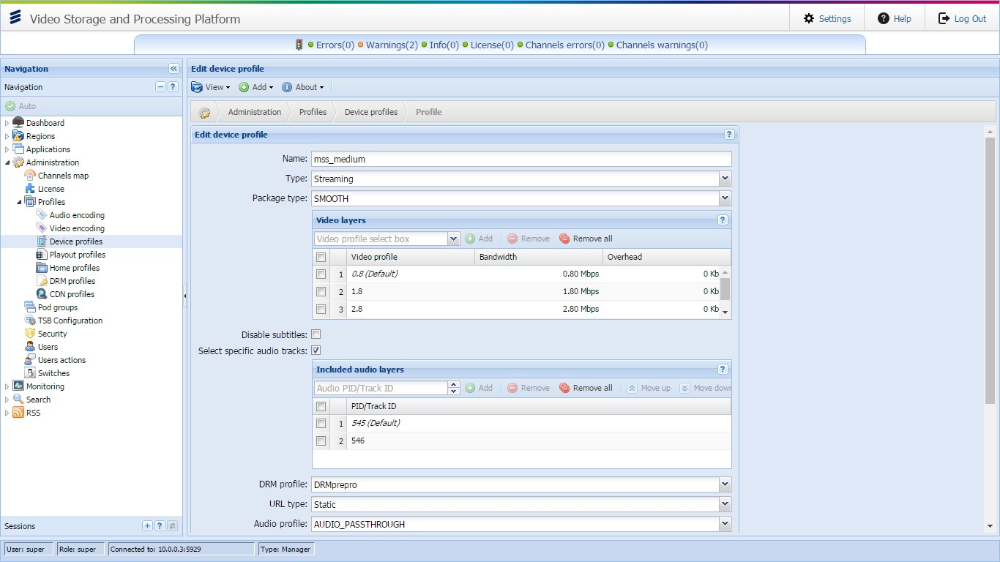 Video Storage and Processing Platform
Settings
Help
Log Out
Errors(0) Warnings(2) Info(0) License(0) Channels errors(0) Channels warnings(0)
Navigation
Navigation
Auto
Dashboard
Regions
Applications
Administration
Channels map
License
Profiles
Audio encoding
Video encoding
Device profiles
Playout profiles
Home profiles
DRM profiles
CDN profiles
Pod groups
TSB Configuration
Security
Users
Users actions
Switches
Monitoring
Search
RSS
Sessions
Edit device profile
View Add About
Administration Profiles Device profiles Profile
Edit device profile
Name: mss_medium
Type: Streaming
Package type: SMOOTH
Video layers
Video profile select box Add Remove Remove all
Video profile Bandwidth Overhead
1 0.8 (Default) 0.80 Mbps 0 Kb
2 1.8 1.80 Mbps 0 Kb
3 2.8 2.80 Mbps 0 Kb
Disable subtitles:
Select specific audio tracks:
Included audio layers
Audio PID/Track ID Add Remove Remove all Move up Move down
PID/Track ID
1 545 (Default)
2 546
DRM profile: DRMprepro
URL type: Static
Audio profile: AUDIO_PASSTHROUGH
User: super Role: super Connected to: 10.0.0.3:5929 Type: Manager